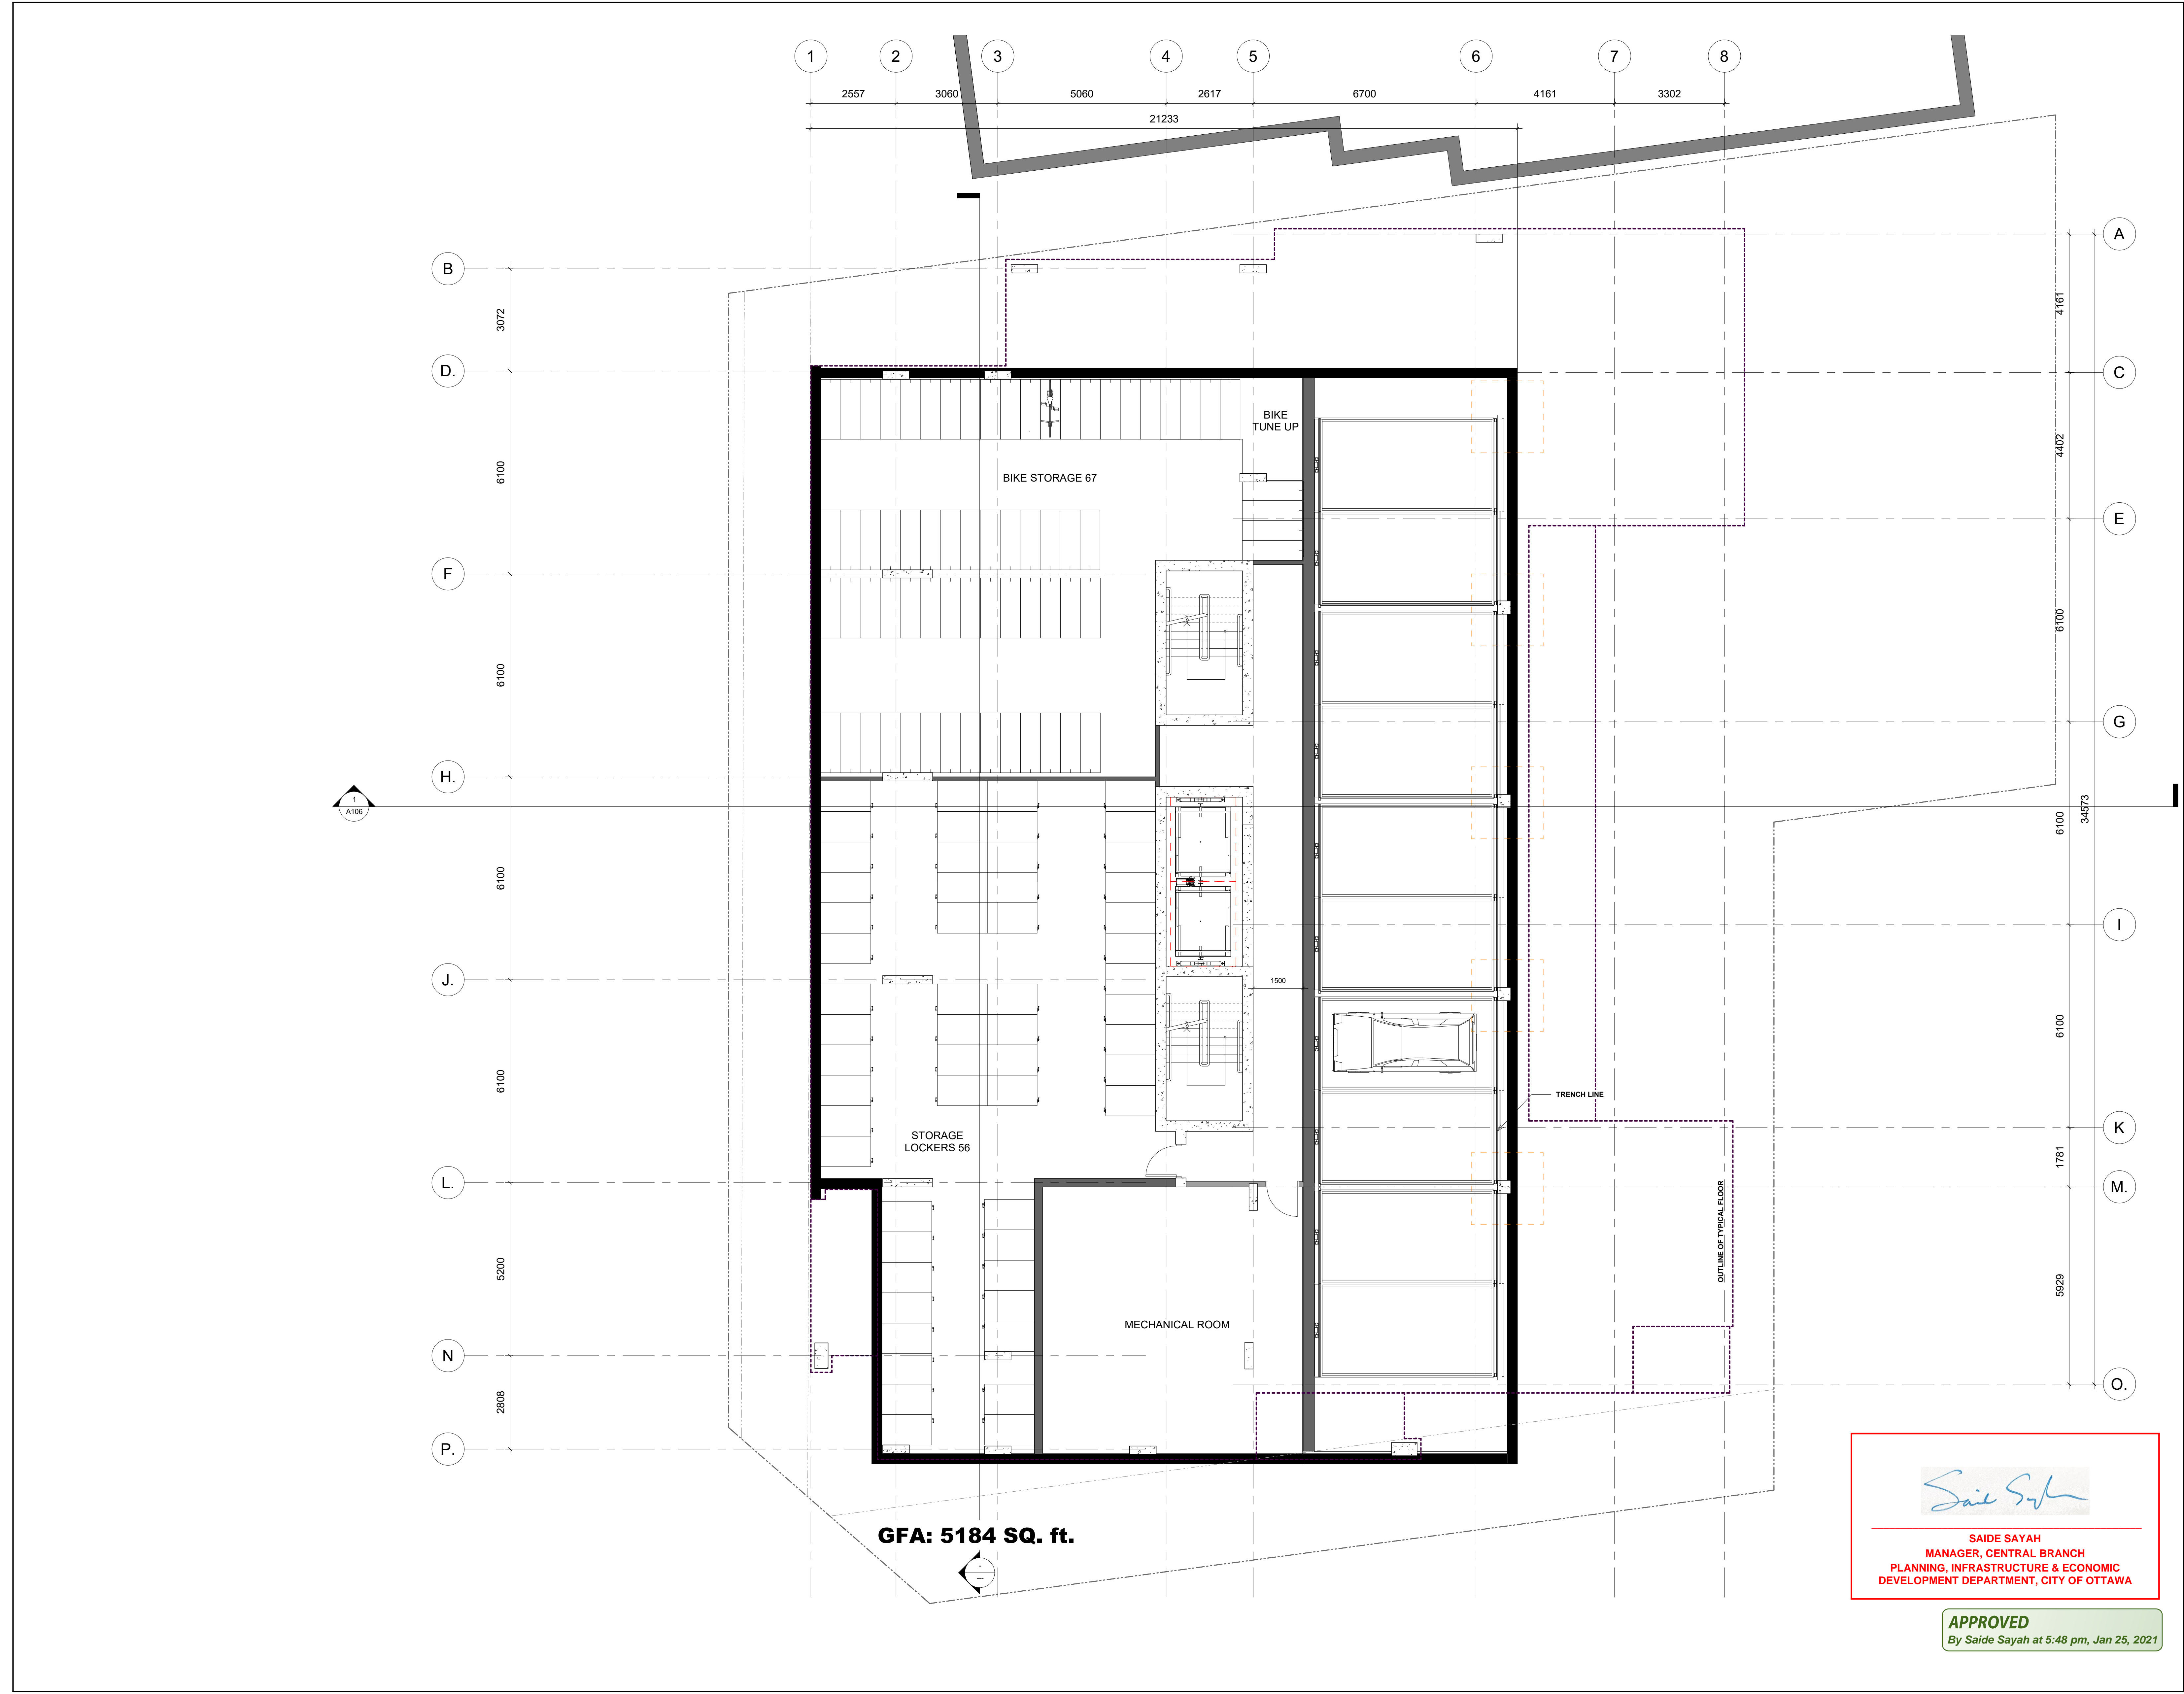 1 2 3 4 5 6 7 8
2557 3060 5060 2617 6700 4161 3302
21233
A
B
4161
3072
D.
C
BIKE
TUNE UP
4402
6100
BIKE STORAGE 67
E
F
6100
6100
G
H.
1
A106
6100
34573
6100
I
J.
1500
6100
6100
TRENCH LINE
K
STORAGE
LOCKERS 56
1781
L.
M.
OUTLINE OF TYPICAL FLOOR
5200
5929
MECHANICAL ROOM
N
2808
O.
P.
GFA: 5184 SQ. ft.
SAIDE SAYAH
MANAGER, CENTRAL BRANCH
PLANNING, INFRASTRUCTURE & ECONOMIC
DEVELOPMENT DEPARTMENT, CITY OF OTTAWA
APPROVED
By Saide Sayah at 5:48 pm, Jan 25, 2021